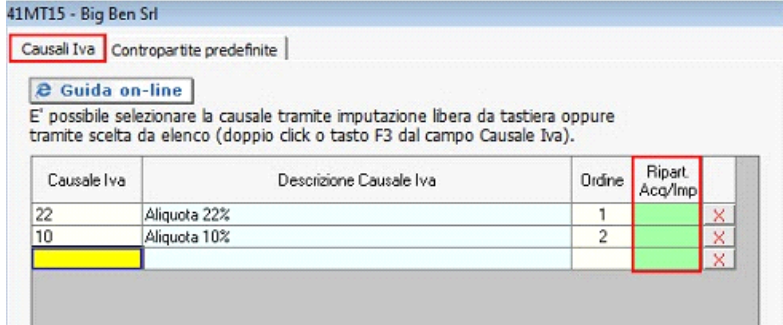 41MT15 - Big Ben Srl
Causali Iva Contropartite predefinite
Guida on-line
E' possibile selezionare la causale tramite imputazione libera da tastiera oppure
tramite scelta da elenco (doppio click o tasto F3 dal campo Causale Iva).
Causale Iva Descrizione Causale Iva Ordine Ripart.
Acq/Imp
22 Aliquota 22% 1 X
10 Aliquota 10% 2 X
X